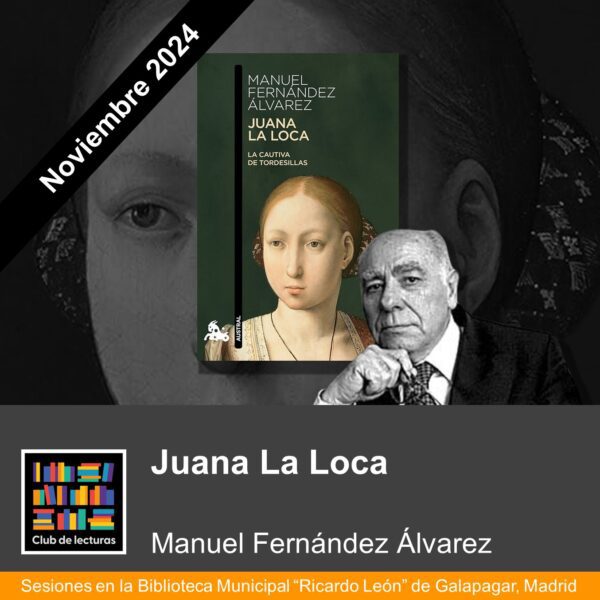 Noviembre 2024
MANUEL
FERNÁNDEZ
ÁLVAREZ
JUANA
LA LOCA
LA CAUTIVA
DE TORDESILLAS
AUSTRAL
Juana La Loca
Club de lecturas
Manuel Fernández Álvarez
Sesiones en la Biblioteca Municipal “Ricardo León” de Galapagar, Madrid